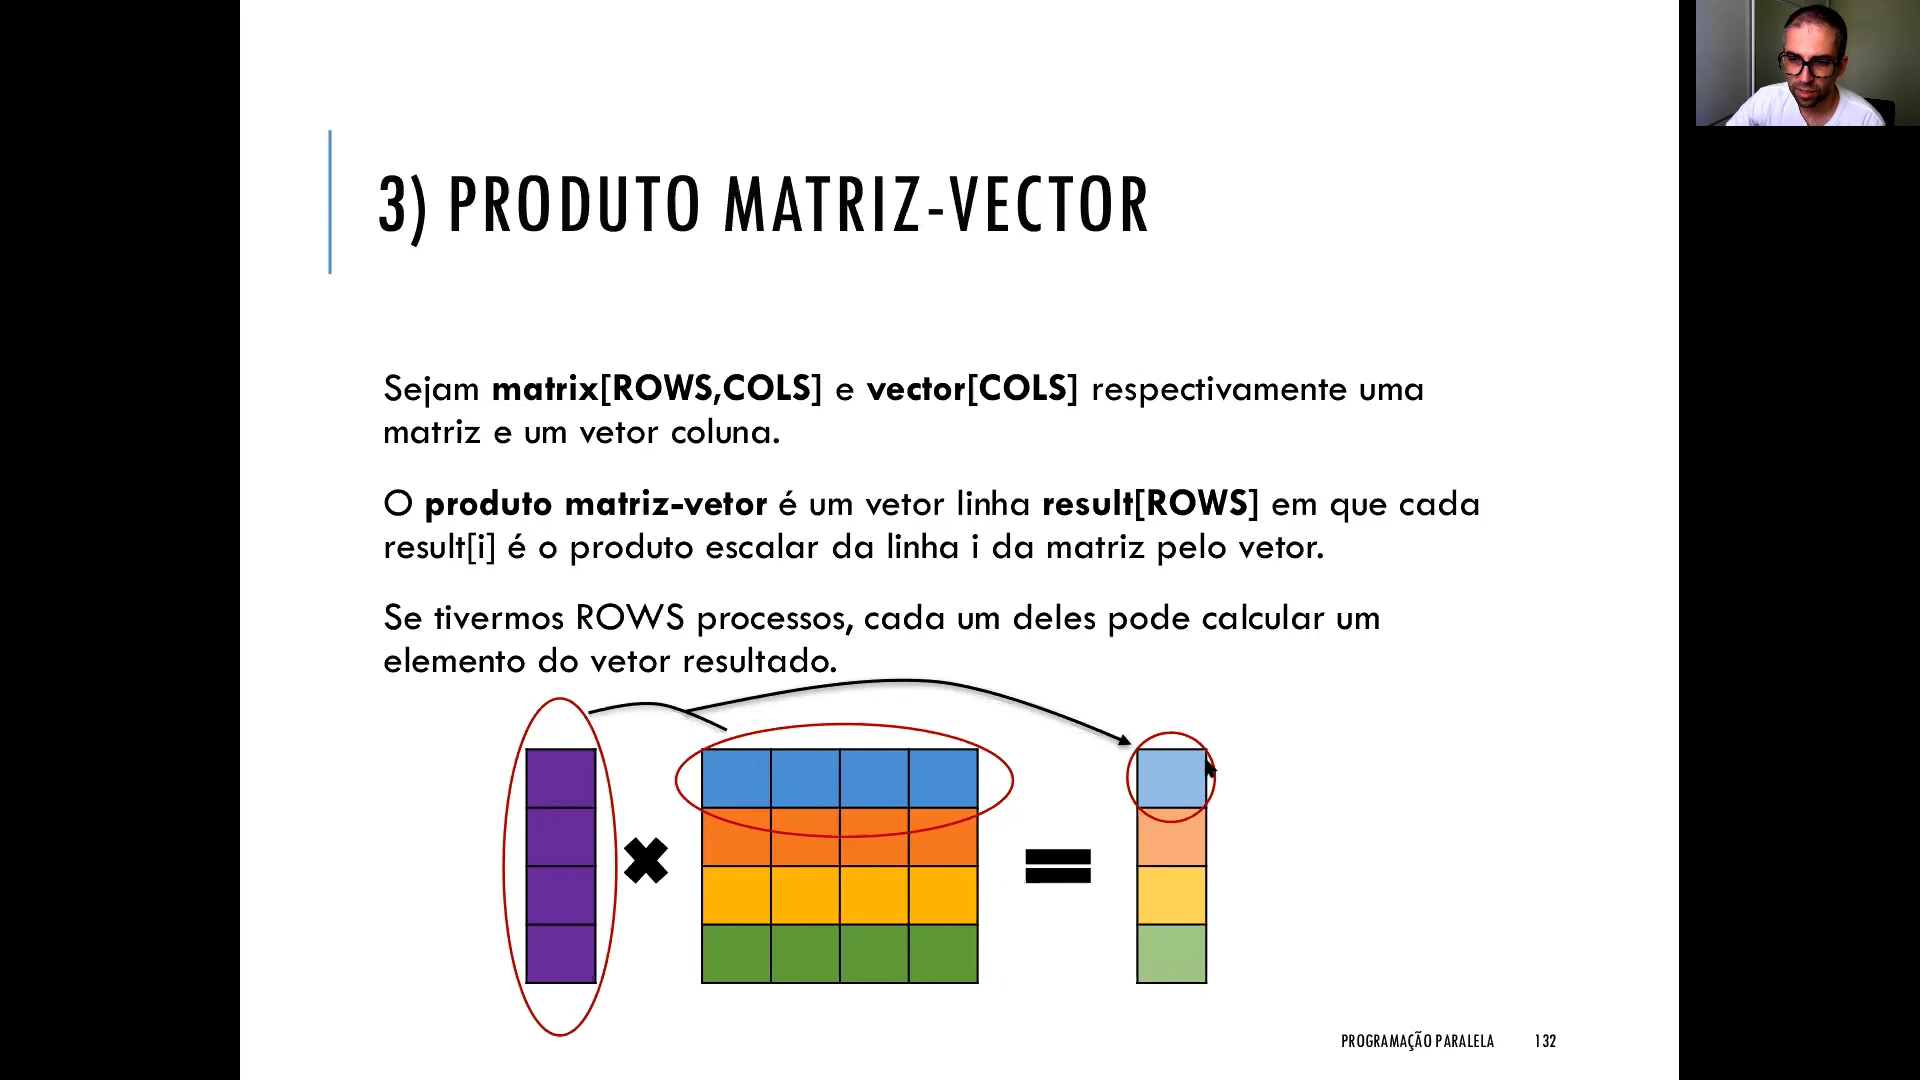 3) PRODUTO MATRIZ-VECTOR
Sejam matrix[ROWS,COLS] e vector[COLS] respectivamente uma
matriz e um vetor coluna.
O produto matriz-vetor é um vetor linha result[ROWS] em que cada
result[i] é o produto escalar da linha i da matriz pelo vetor.
Se tivermos ROWS processos, cada um deles pode calcular um
elemento do vetor resultado.
PROGRAMAÇÃO PARALELA 132